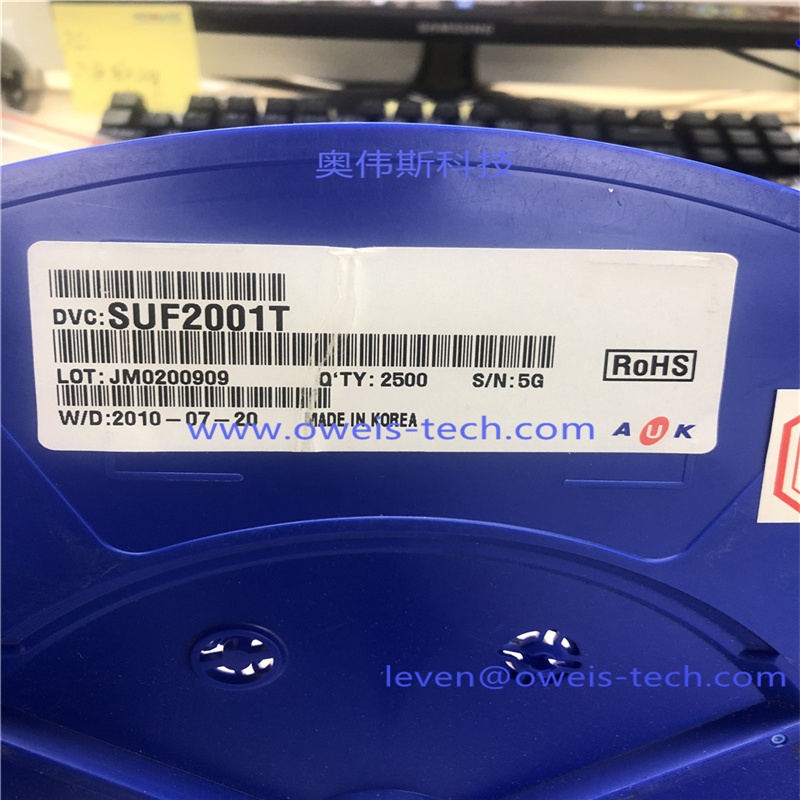 SAMSUNG
奥伟斯科技
DVC:SUF2001T
LOT: JM0200909 Q'TY: 2500 S/N: 5G
RoHS
W/D:2010-07-20 MADE IN KOREA
www.oweis-tech.com
AUK
leven@oweis-tech.com